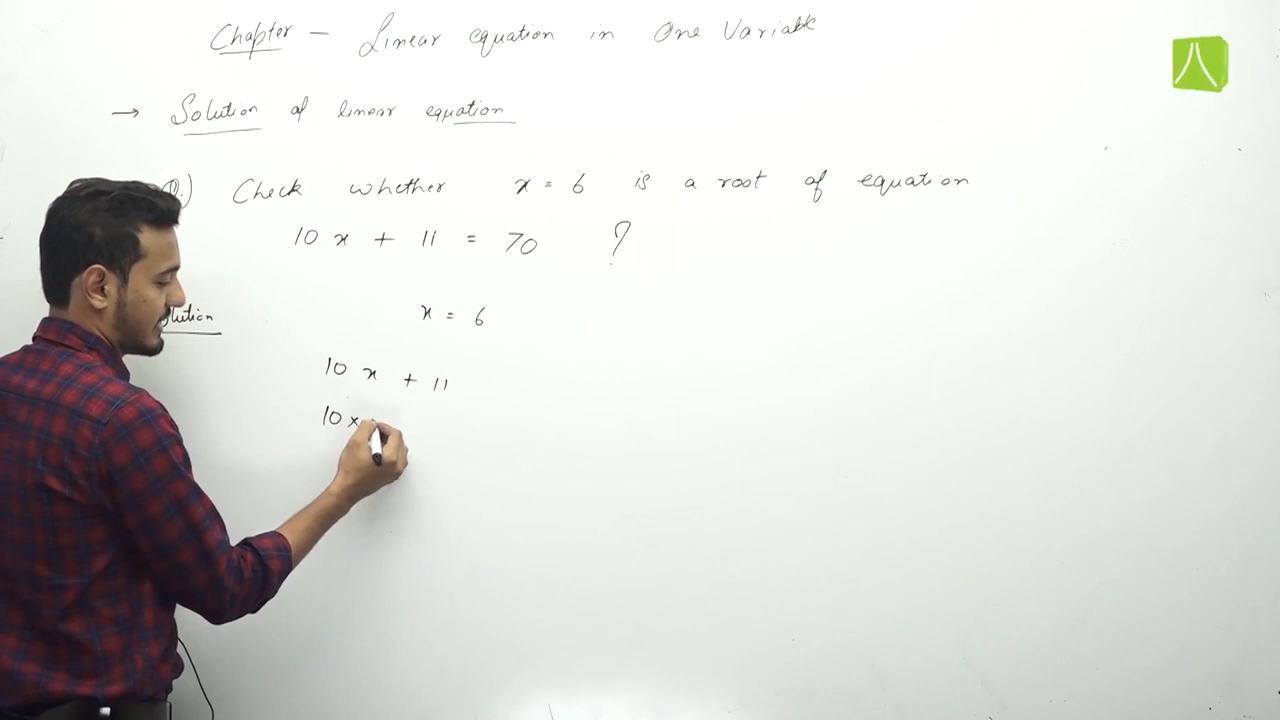 Chapter — Linear equation in One Variable
→ Solution of linear equation
Q.) Check whether x = 6 is a root of equation
10 x + 11 = 70 ?
x = 6
10 x + 11
10 ×